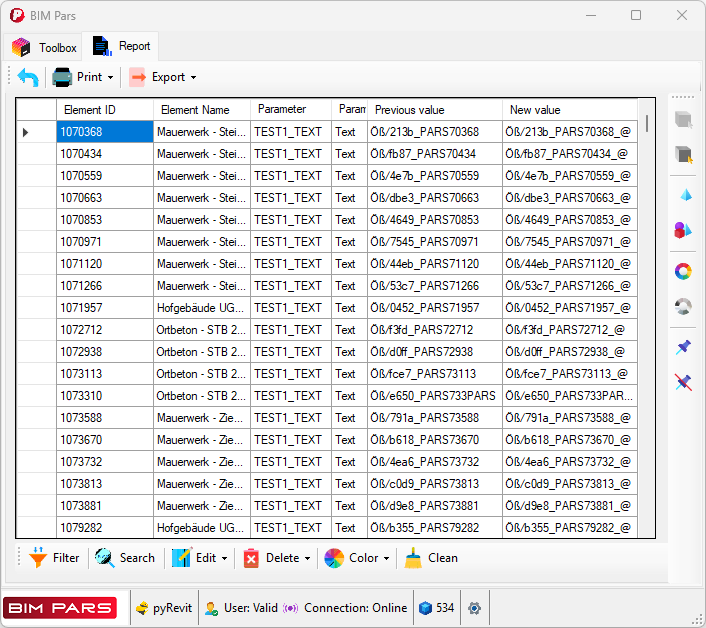 BIM Pars
Toolbox Report
Print Export
Element ID Element Name Parameter Param Previous value New value
1070368 Mauerwerk - Stei... TEST1_TEXT Text Öß/213b_PARS70368 Öß/213b_PARS70368_@
1070434 Mauerwerk - Stei... TEST1_TEXT Text Öß/fb87_PARS70434 Öß/fb87_PARS70434_@
1070559 Mauerwerk - Stei... TEST1_TEXT Text Öß/4e7b_PARS70559 Öß/4e7b_PARS70559_@
1070663 Mauerwerk - Stei... TEST1_TEXT Text Öß/dbe3_PARS70663 Öß/dbe3_PARS70663_@
1070853 Mauerwerk - Stei... TEST1_TEXT Text Öß/4649_PARS70853 Öß/4649_PARS70853_@
1070971 Mauerwerk - Stei... TEST1_TEXT Text Öß/7545_PARS70971 Öß/7545_PARS70971_@
1071120 Mauerwerk - Stei... TEST1_TEXT Text Öß/44eb_PARS71120 Öß/44eb_PARS71120_@
1071266 Mauerwerk - Stei... TEST1_TEXT Text Öß/53c7_PARS71266 Öß/53c7_PARS71266_@
1071957 Hofgebäude UG... TEST1_TEXT Text Öß/0452_PARS71957 Öß/0452_PARS71957_@
1072712 Ortbeton - STB 2... TEST1_TEXT Text Öß/f3fd_PARS72712 Öß/f3fd_PARS72712_@
1072938 Ortbeton - STB 2... TEST1_TEXT Text Öß/d0ff_PARS72938 Öß/d0ff_PARS72938_@
1073113 Ortbeton - STB 2... TEST1_TEXT Text Öß/fce7_PARS73113 Öß/fce7_PARS73113_@
1073310 Ortbeton - STB 2... TEST1_TEXT Text Öß/e650_PARS733PARS Öß/e650_PARS733PAR...
1073588 Mauerwerk - Zie... TEST1_TEXT Text Öß/791a_PARS73588 Öß/791a_PARS73588_@
1073670 Mauerwerk - Zie... TEST1_TEXT Text Öß/b618_PARS73670 Öß/b618_PARS73670_@
1073732 Mauerwerk - Zie... TEST1_TEXT Text Öß/4ea6_PARS73732 Öß/4ea6_PARS73732_@
1073813 Mauerwerk - Zie... TEST1_TEXT Text Öß/c0d9_PARS73813 Öß/c0d9_PARS73813_@
1073881 Mauerwerk - Zie... TEST1_TEXT Text Öß/d9e8_PARS73881 Öß/d9e8_PARS73881_@
1079282 Hofgebäude UG... TEST1_TEXT Text Öß/b355_PARS79282 Öß/b355_PARS79282_@
Filter Search Edit Delete Color Clean
BIM PARS pyRevit User: Valid Connection: Online 534